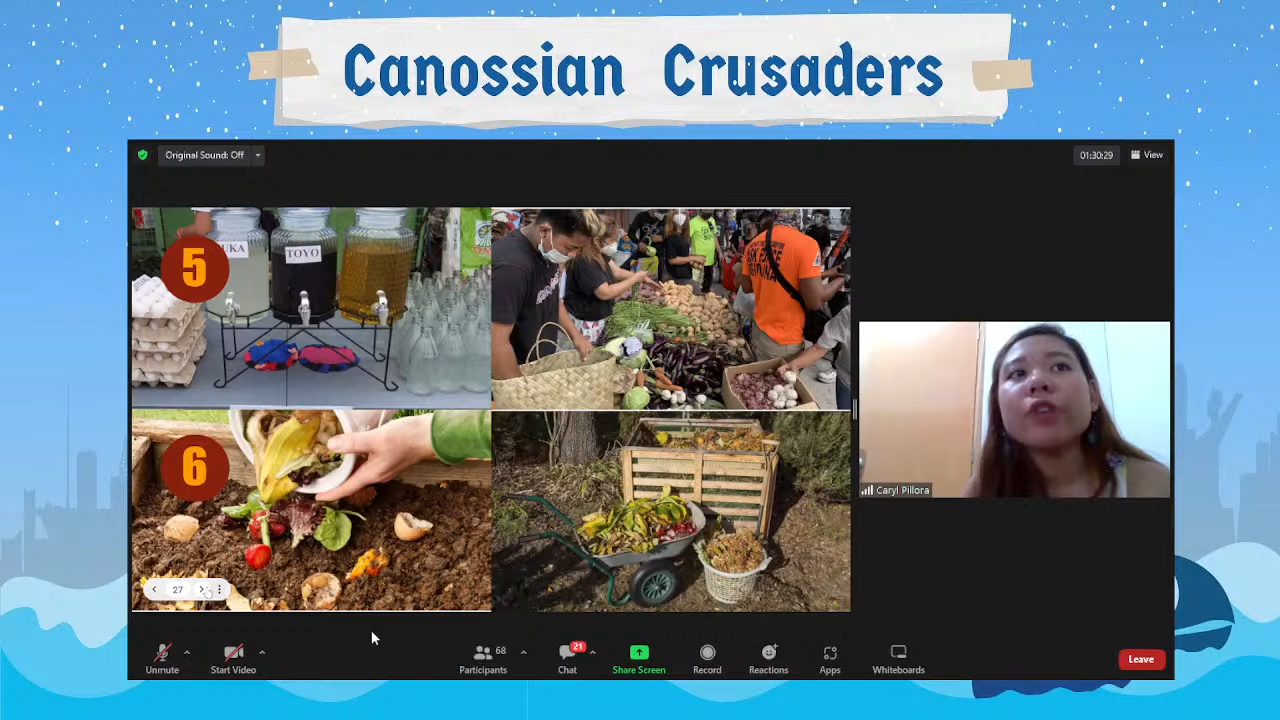 Canossian Crusaders
Original Sound: Off
01:30:29
View
5
UKA
TOYO
6
27
Caryl Pillora
Unmute
Start Video
68
Participants
21
Chat
Share Screen
Record
Reactions
Apps
Whiteboards
Leave